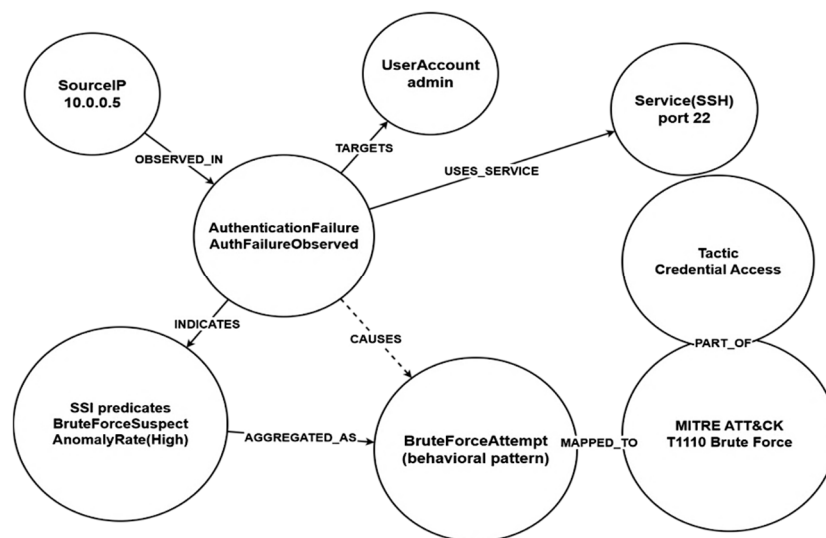 SourceIP
10.0.0.5
UserAccount
admin
Service(SSH)
port 22
OBSERVED_IN
TARGETS
USES_SERVICE
AuthenticationFailure
AuthFailureObserved
Tactic
Credential Access
INDICATES
CAUSES
PART_OF
SSI predicates
BruteForceSuspect
AnomalyRate(High)
AGGREGATED_AS
BruteForceAttempt
(behavioral pattern)
MAPPED_TO
MITRE ATT&CK
T1110 Brute Force